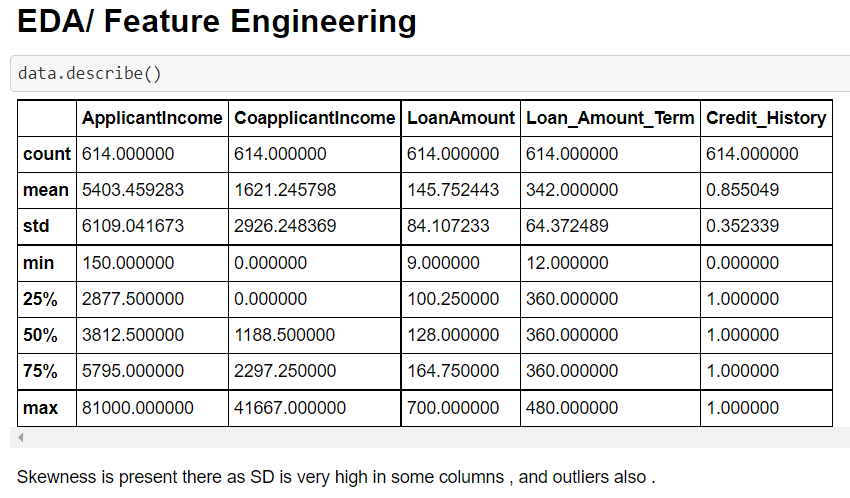 EDA/ Feature Engineering
data.describe()
ApplicantIncome CoapplicantIncome LoanAmount Loan_Amount_Term Credit_History
count 614.000000 614.000000 614.000000 614.000000 614.000000
mean 5403.459283 1621.245798 145.752443 342.000000 0.855049
std 6109.041673 2926.248369 84.107233 64.372489 0.352339
min 150.000000 0.000000 9.000000 12.000000 0.000000
25% 2877.500000 0.000000 100.250000 360.000000 1.000000
50% 3812.500000 1188.500000 128.000000 360.000000 1.000000
75% 5795.000000 2297.250000 164.750000 360.000000 1.000000
max 81000.000000 41667.000000 700.000000 480.000000 1.000000
Skewness is present there as SD is very high in some columns , and outliers also .